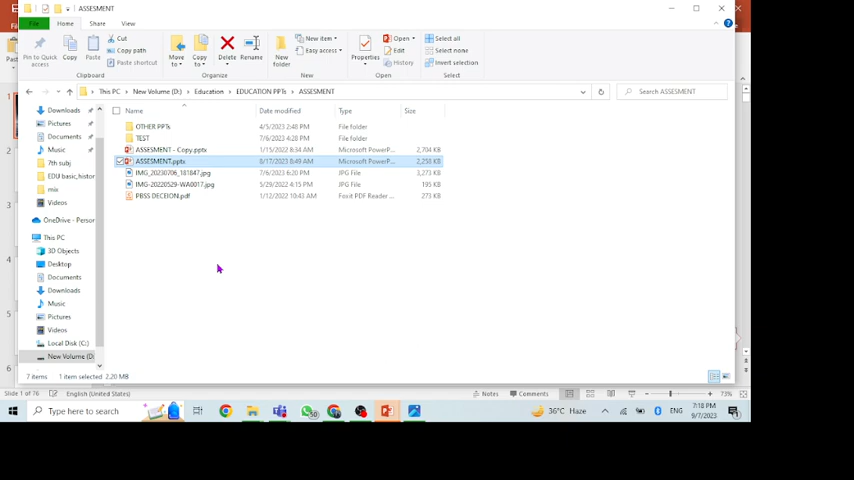 ASSESMENT
File Home Share View
Pin to Quick access
Copy
Paste
Cut
Copy path
Paste shortcut
Move to
Copy to
Delete
Rename
New folder
New item
Easy access
Properties
Open
Edit
History
Select all
Select none
Invert selection
Clipboard Organize New Open Select
This PC > New Volume (D:) > Education > EDUCATION PPTs > ASSESMENT
Search ASSESMENT
Name Date modified Type Size
OTHER PPTs 4/5/2023 2:48 PM File folder
TEST 7/6/2023 4:28 PM File folder
ASSESMENT - Copy.pptx 1/15/2022 8:34 AM Microsoft PowerP... 2,704 KB
ASSESMENT.pptx 8/17/2023 8:49 AM Microsoft PowerP... 2,258 KB
IMG_20230706_181847.jpg 7/6/2023 6:20 PM JPG File 3,273 KB
IMG-20220529-WA0017.jpg 5/29/2022 4:15 PM JPG File 195 KB
PBSS DECEION.pdf 1/12/2022 10:43 AM Foxit PDF Reader ... 273 KB
Downloads
Pictures
Documents
Music
7th subj
EDU basic,histor
mix
Videos
OneDrive - Person
This PC
3D Objects
Desktop
Documents
Downloads
Music
Pictures
Videos
Local Disk (C:)
New Volume (D:
7 items 1 item selected 2.20 MB
1
2
3
4
5
6
Slide 1 of 76 English (United States) Notes Comments 73%
Type here to search 50 36°C Haze ENG 7:18 PM
9/7/2023
1